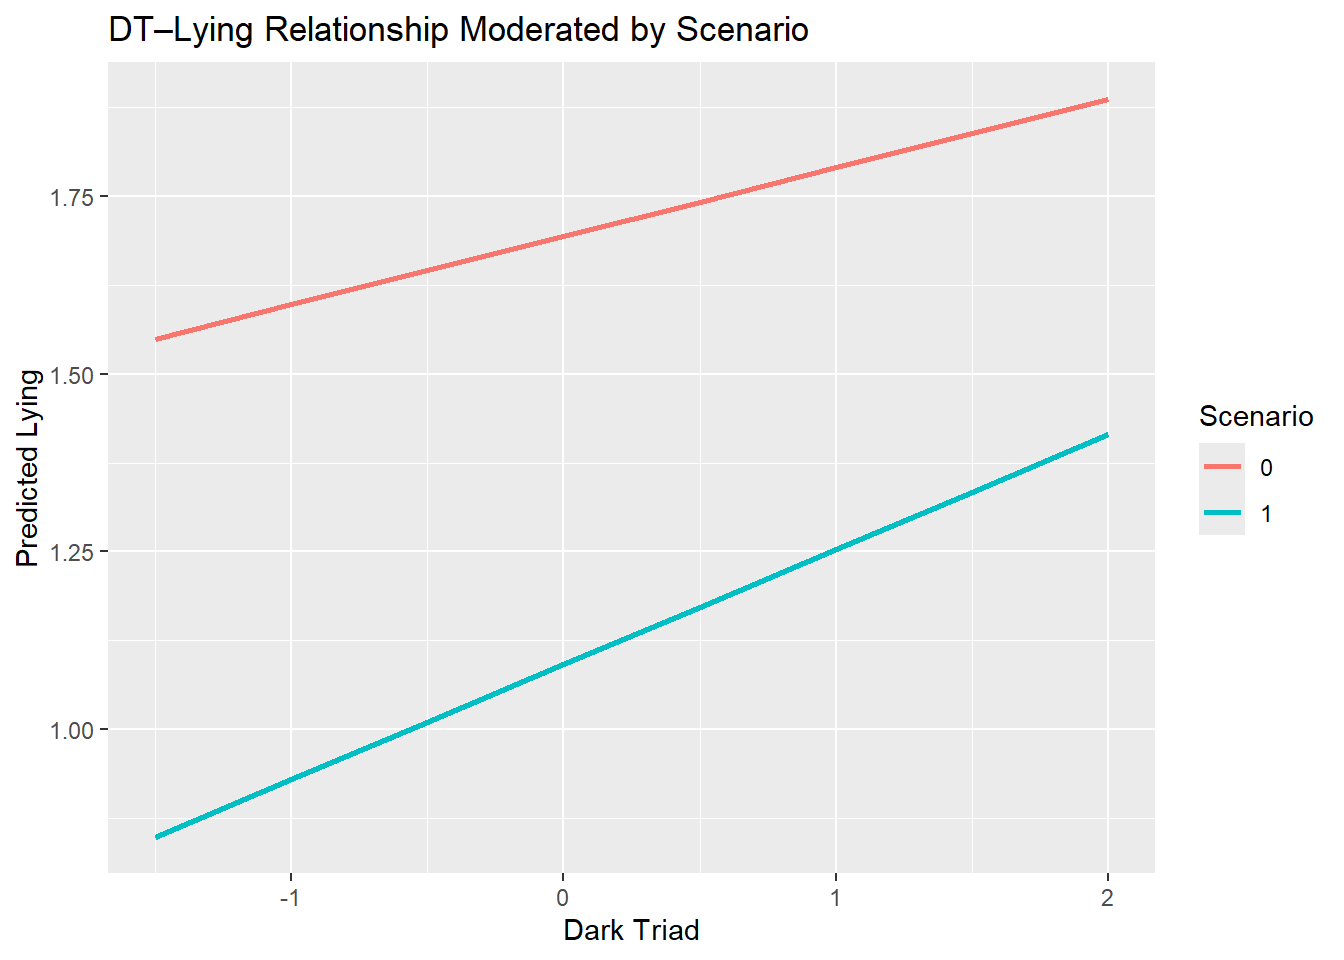 DT–Lying Relationship Moderated by Scenario
Predicted Lying
1.75
1.50
1.25
1.00
-1
0
1
2
Dark Triad
Scenario
0
1